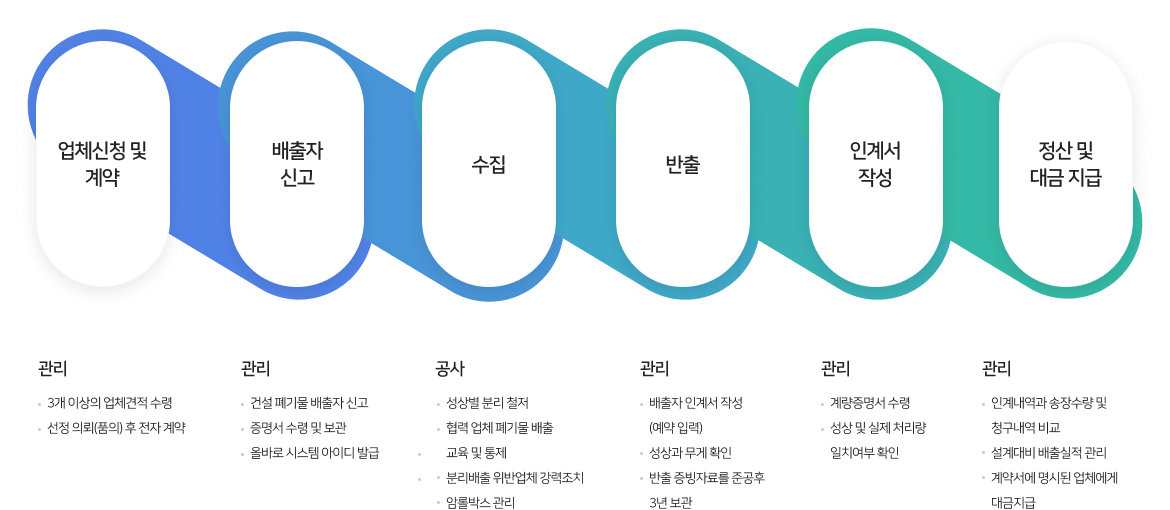 업체신청 및
계약
배출자
신고
수집
반출
인계서
작성
정산 및
대금 지급
관리
3개 이상의 업체견적 수령
선정 의뢰(품의) 후 전자 계약
관리
건설 폐기물 배출자 신고
증명서 수령 및 보관
올바로 시스템 아이디 발급
공사
성상별 분리 철저
협력 업체 폐기물 배출
교육 및 통제
분리배출 위반업체 강력조치
암롤박스 관리
관리
배출자 인계서 작성
(예약 입력)
성상과 무게 확인
반출 증빙자료를 준공후
3년 보관
관리
계량증명서 수령
성상 및 실제 처리량
일치여부 확인
관리
인계내역과 송장수량 및
청구내역 비교
설계대비 배출실적 관리
계약서에 명시된 업체에게
대금지급